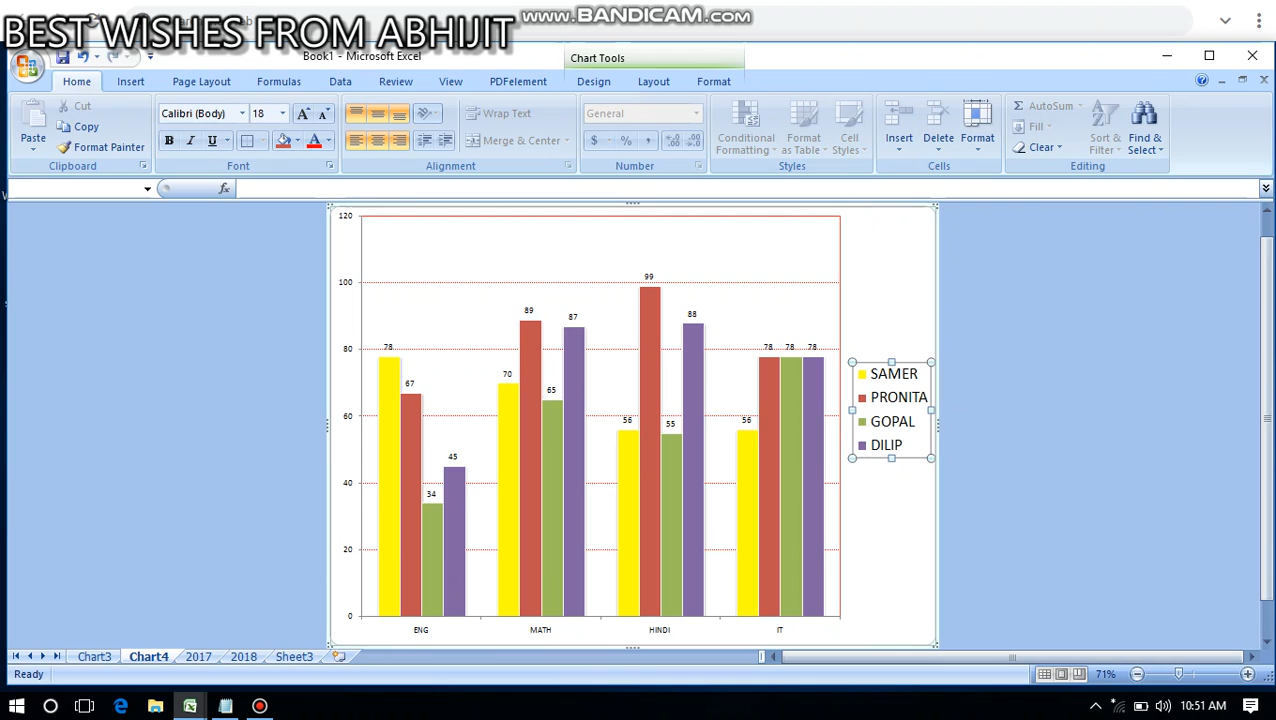 BEST WISHES FROM ABHIJIT
www.BANDICAM.com
Book1 - Microsoft Excel
Chart Tools
Home Insert Page Layout Formulas Data Review View PDFelement Design Layout Format
Paste
Cut
Copy
Format Painter
Clipboard
Calibri (Body) 18
B I U
Font
Wrap Text
Merge & Center
Alignment
General
$ % ,
Number
Conditional Formatting
Format as Table
Cell Styles
Styles
Insert Delete Format
Cells
AutoSum
Fill
Clear
Sort & Filter
Find & Select
Editing
fx
120
100
80
60
40
20
0
78 67 34 45
70 89 65 87
56 99 55 88
56 78 78 78
ENG MATH HINDI IT
SAMER
PRONITA
GOPAL
DILIP
Chart3 Chart4 2017 2018 Sheet3
Ready
71%
10:51 AM